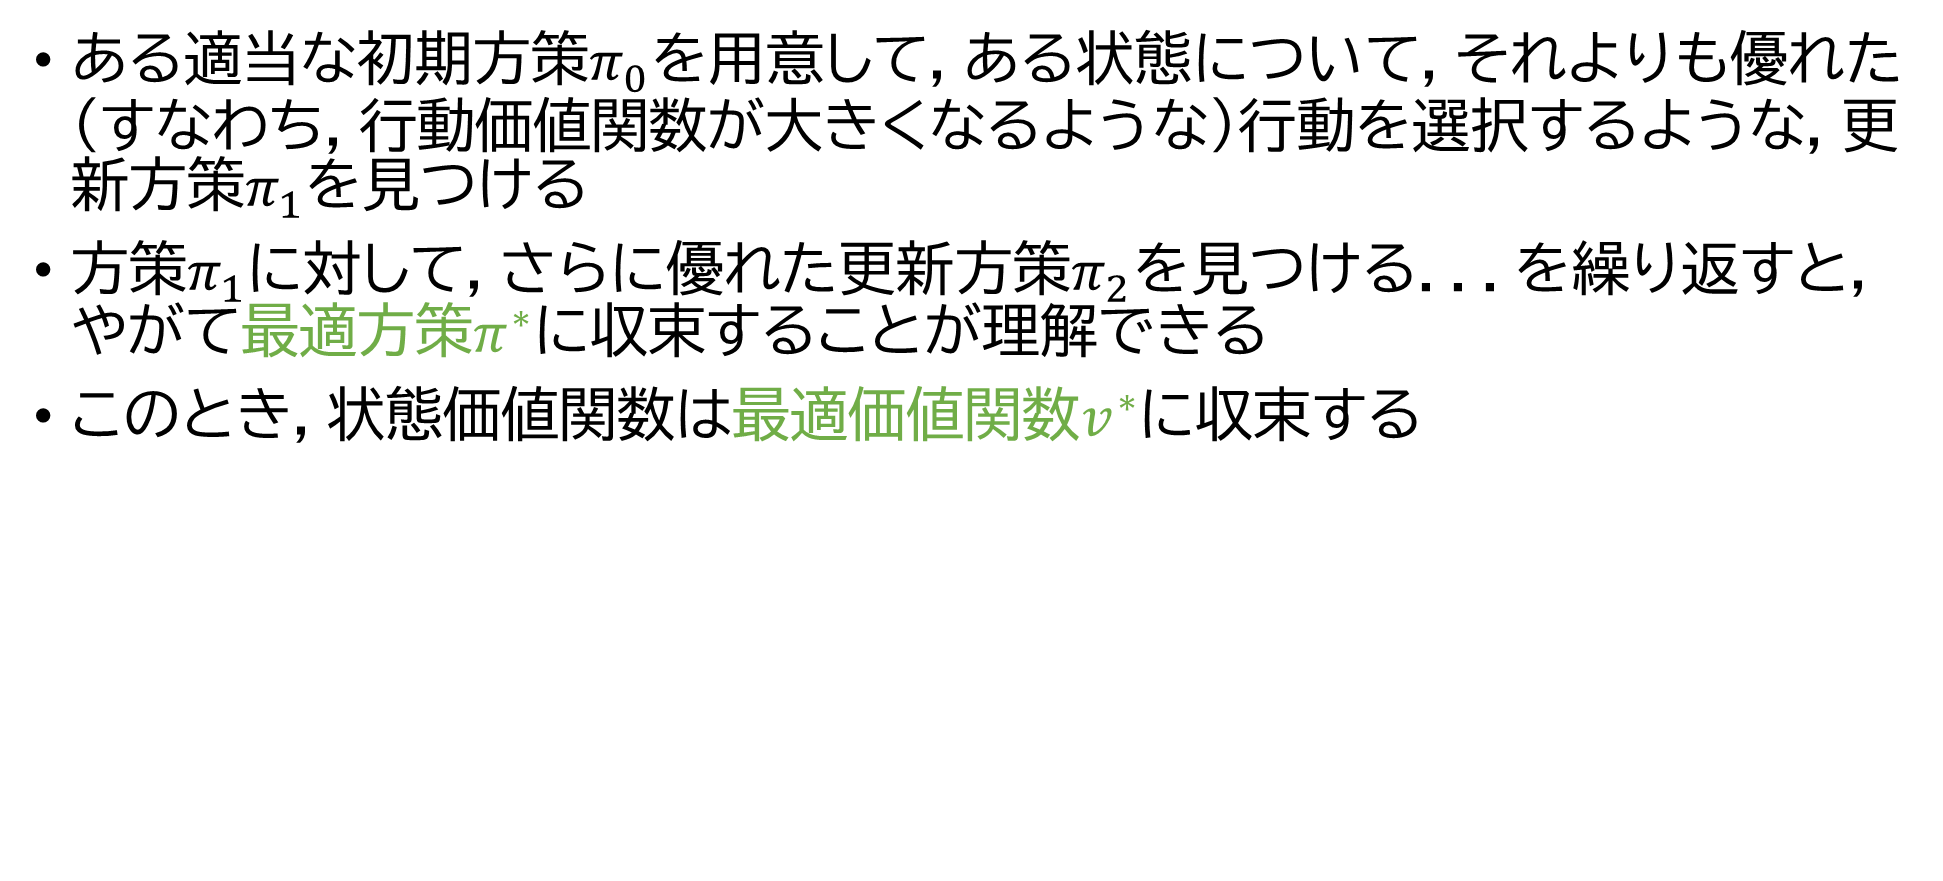 • ある適当な初期方策π₀を用意して, ある状態について, それよりも優れた
(すなわち, 行動価値関数が大きくなるような)行動を選択するような, 更
新方策π₁を見つける
• 方策π₁に対して, さらに優れた更新方策π₂を見つける... を繰り返すと,
やがて最適方策π*に収束することが理解できる
• このとき, 状態価値関数は最適価値関数v*に収束する